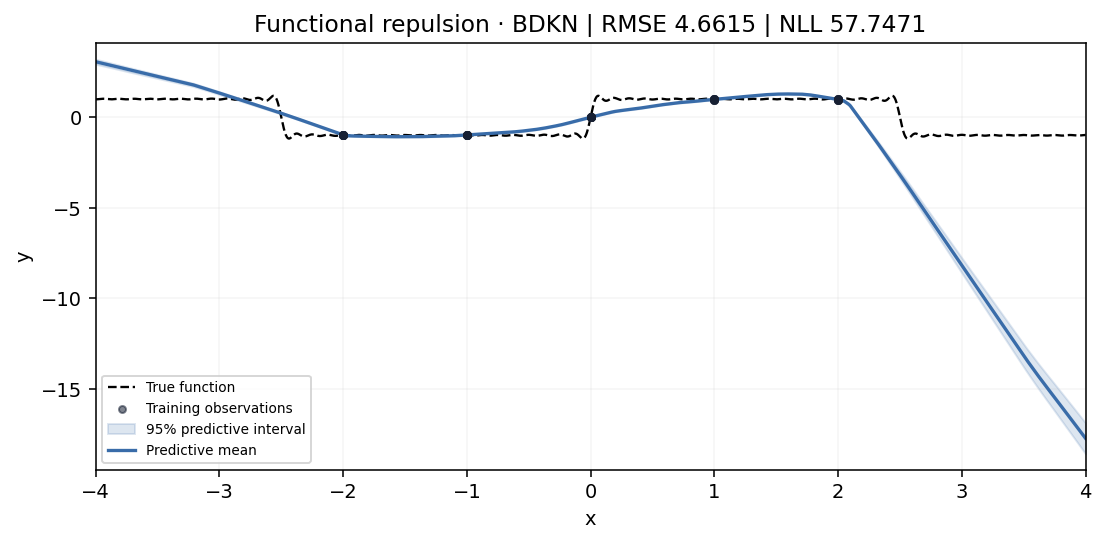 Functional repulsion · BDKN | RMSE 4.6615 | NLL 57.7471
y
0
−5
−10
−15
True function
Training observations
95% predictive interval
Predictive mean
−4 −3 −2 −1 0 1 2 3 4
x